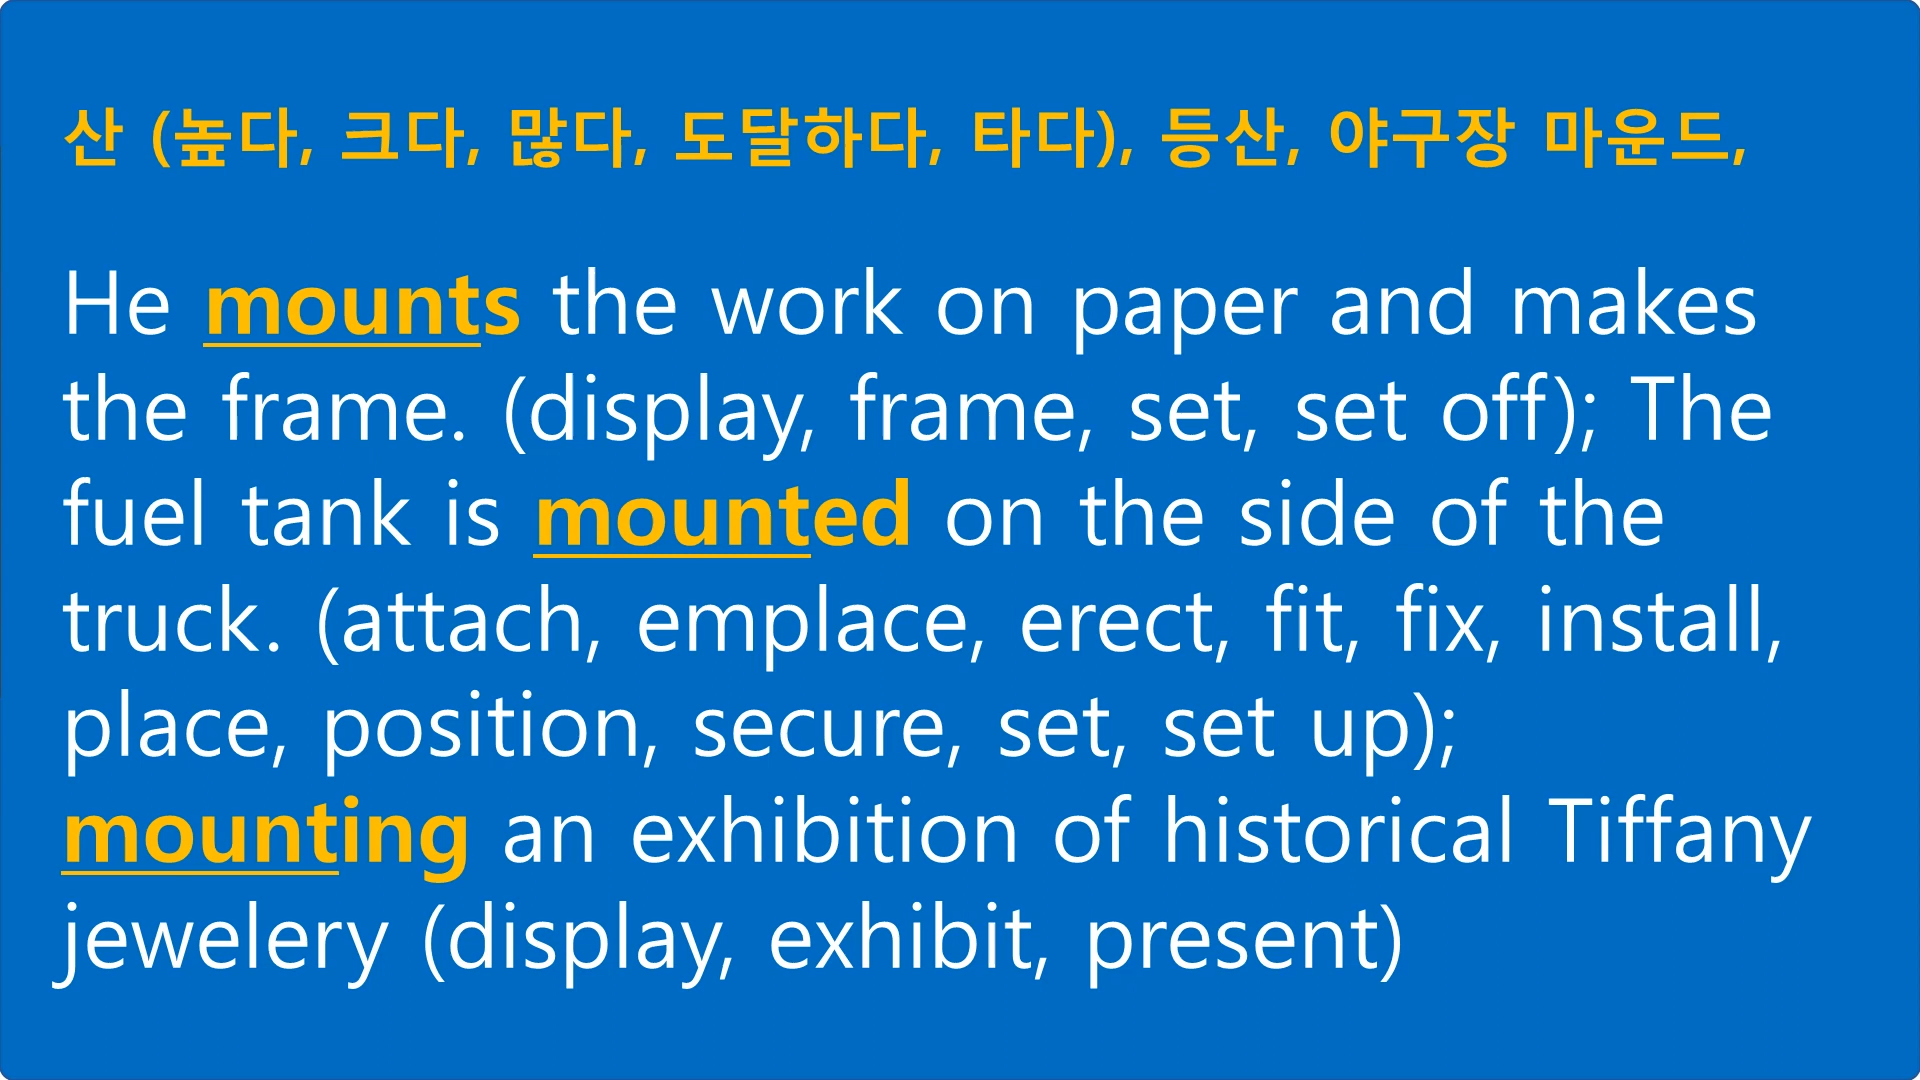 산 (높다, 크다, 많다, 도달하다, 타다), 등산, 야구장 마운드,
He mounts the work on paper and makes
the frame. (display, frame, set, set off); The
fuel tank is mounted on the side of the
truck. (attach, emplace, erect, fit, fix, install,
place, position, secure, set, set up);
mounting an exhibition of historical Tiffany
jewelery (display, exhibit, present)